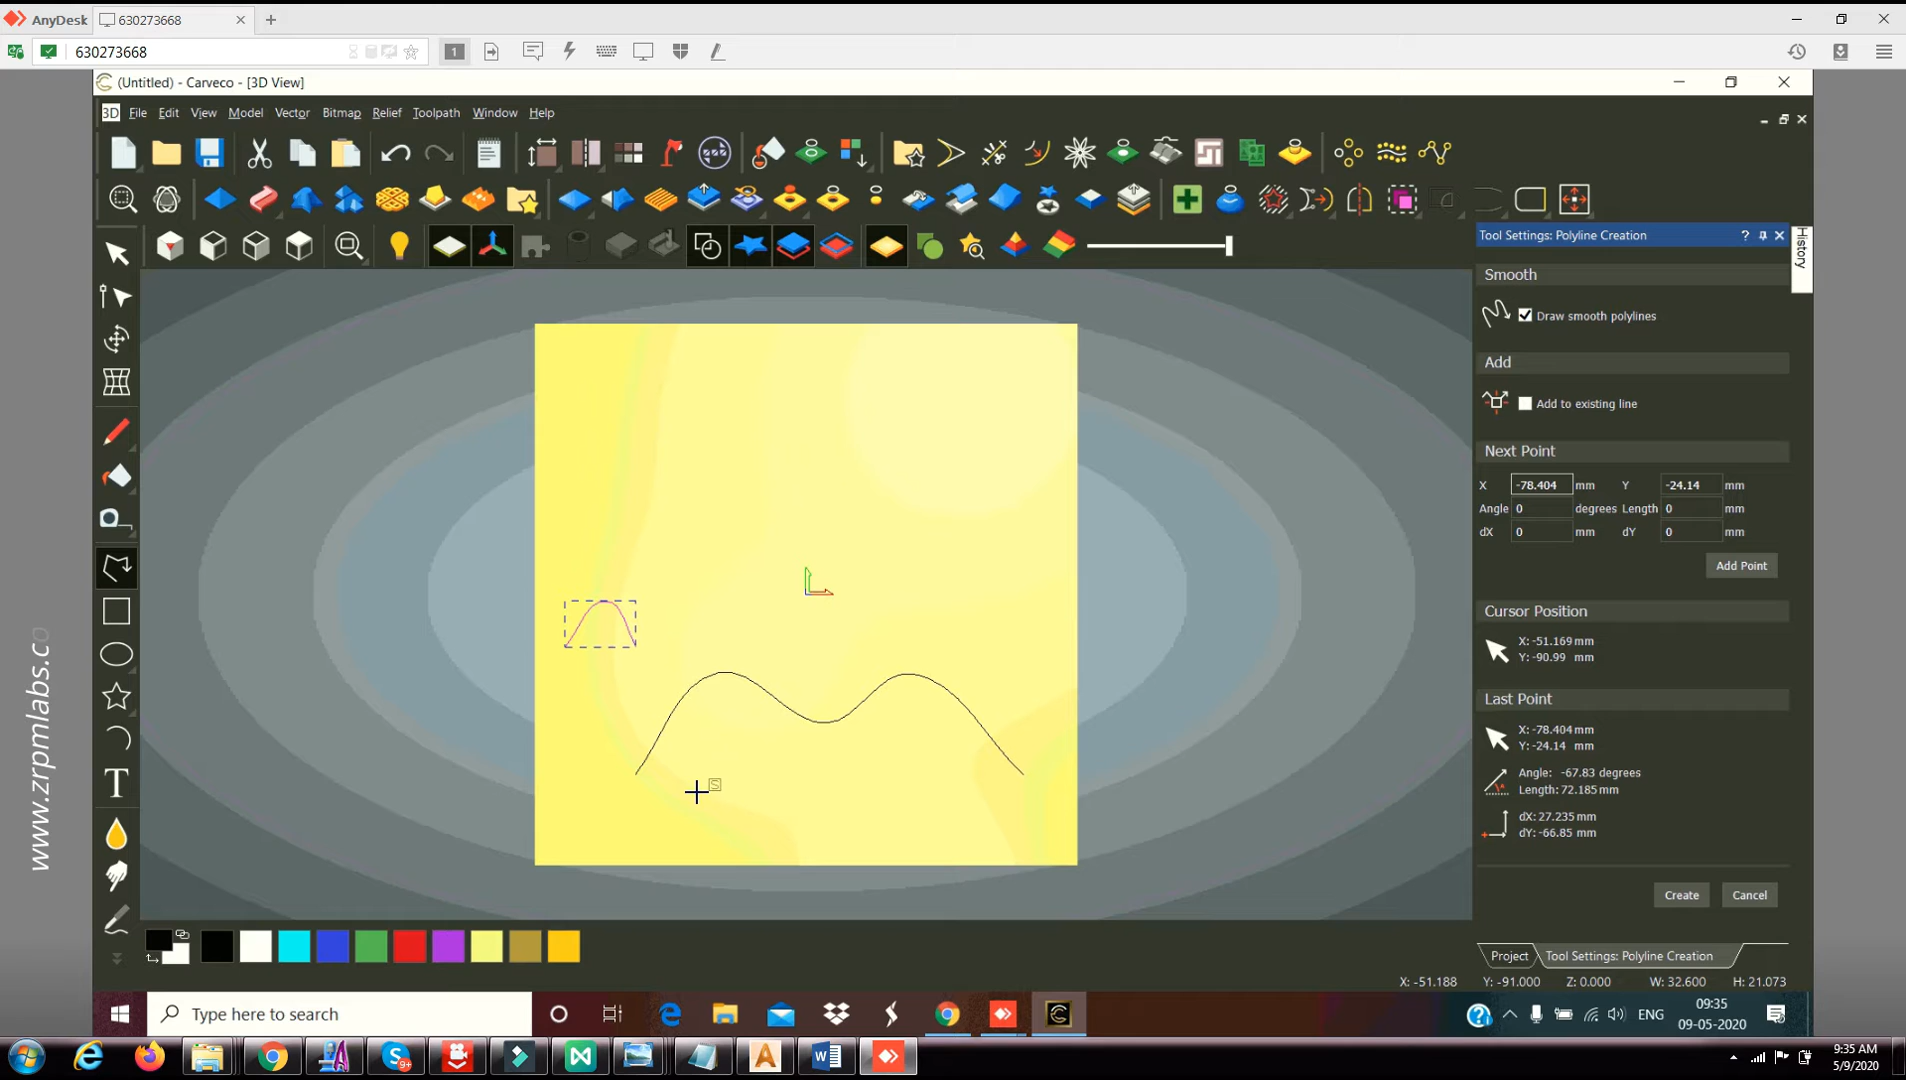 AnyDesk
630273668
630273668
1
(Untitled) - Carveco - [3D View]
3D File Edit View Model Vector Bitmap Relief Toolpath Window Help
Tool Settings: Polyline Creation
?
History
Smooth
Draw smooth polylines
Add
Add to existing line
Next Point
X -78.404 mm Y -24.14 mm
Angle 0 degrees Length 0 mm
dX 0 mm dY 0 mm
Add Point
Cursor Position
X: -51.169 mm
Y: -90.99 mm
Last Point
X: -78.404 mm
Y: -24.14 mm
Angle: -67.83 degrees
Length: 72.185 mm
dX: 27.235 mm
dY: -66.85 mm
Create Cancel
S
T
www.zrpmlabs.co
Project Tool Settings: Polyline Creation
X: -51.188 Y: -91.000 Z: 0.000 W: 32.600 H: 21.073
Type here to search
ENG
09:35
09-05-2020
9+
9:35 AM
5/9/2020